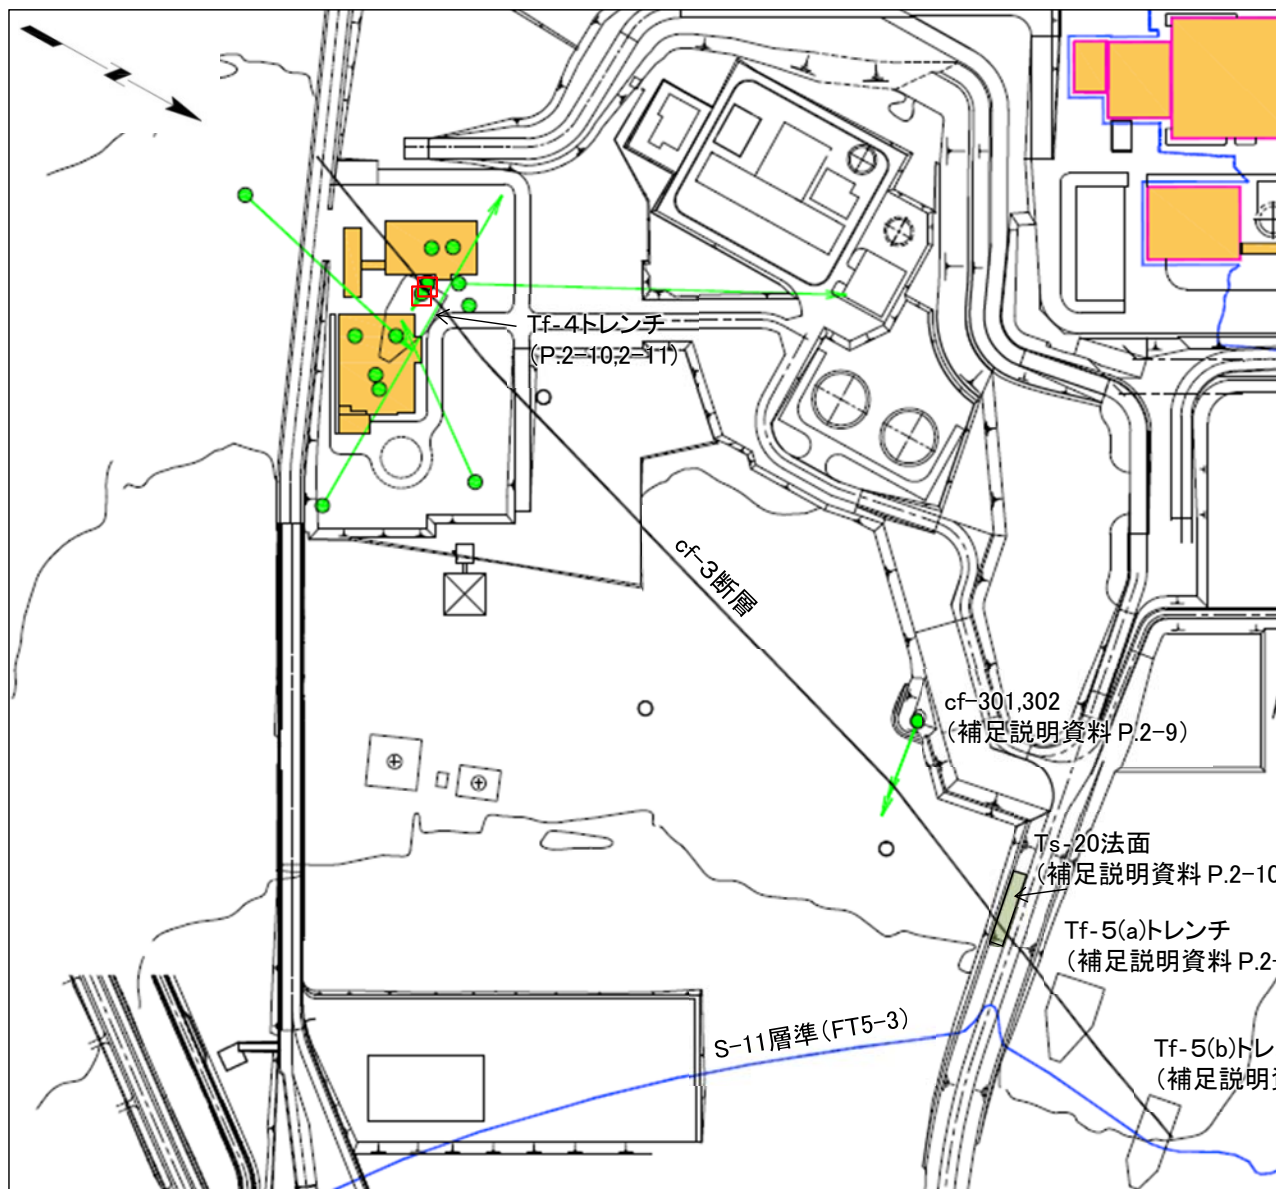 Tf-4トレンチ
(P.2-10,2-11)
cf-3断層
cf-301,302
(補足説明資料 P.2-9)
Ts-20法面
(補足説明資料 P.2-10
Tf-5(a)トレンチ
(補足説明資料 P.2-
S-11層準(FT5-3)
Tf-5(b)トレ
(補足説明